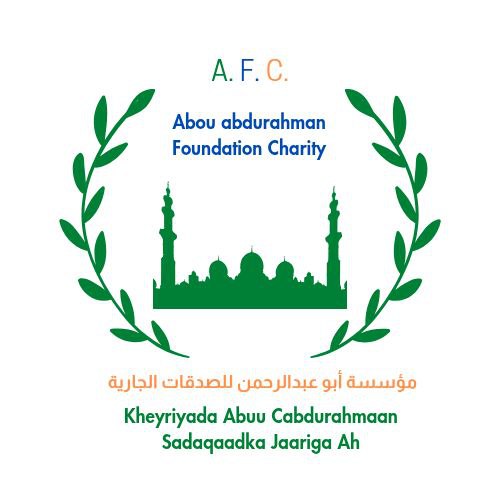 A. F. C.
Abou abdurahman
Foundation Charity
مؤسسة أبو عبدالرحمن للصدقات الجارية
Kheyriyada Abuu Cabdurahmaan
Sadaqaadka Jaariga Ah